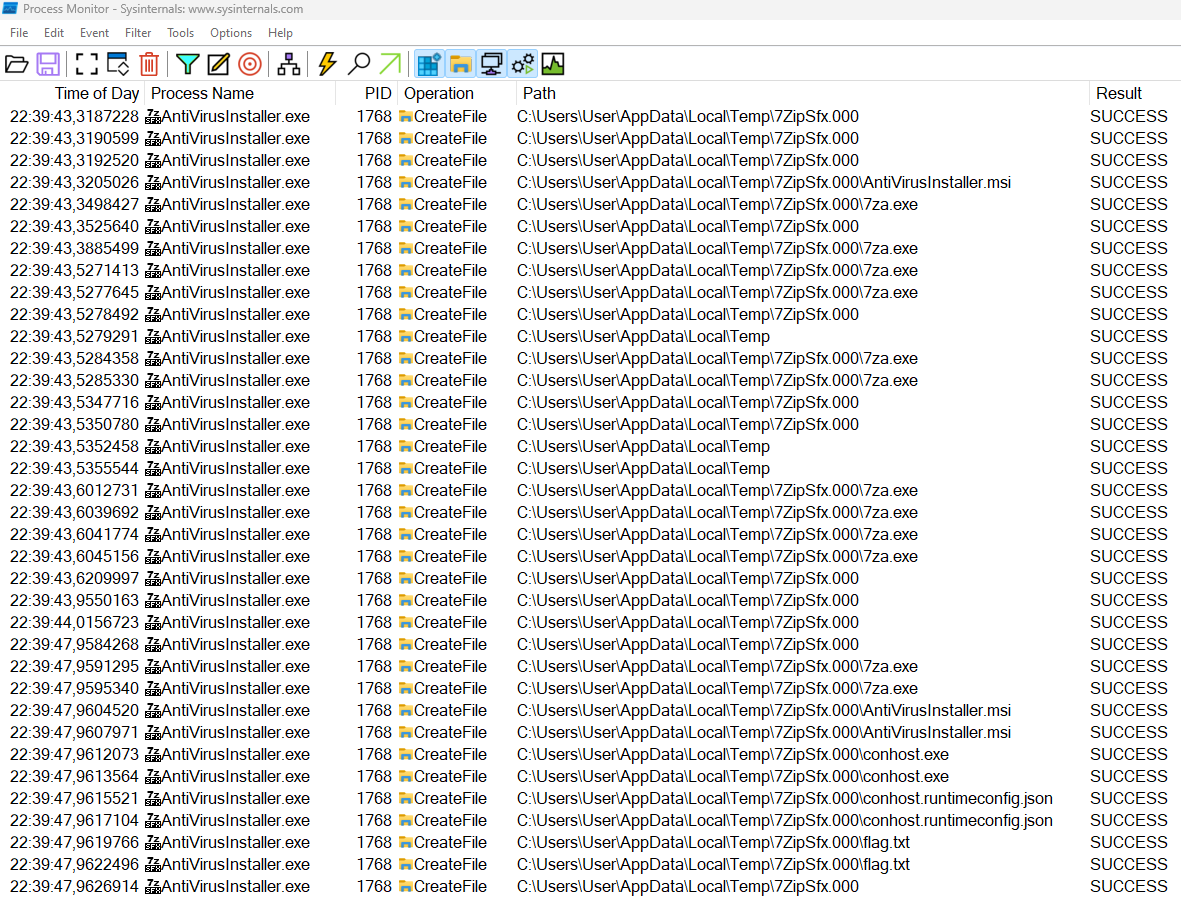 Process Monitor - Sysinternals: www.sysinternals.com
File Edit Event Filter Tools Options Help
Time of Day Process Name PID Operation Path Result
22:39:43,3187228 AntiVirusInstaller.exe 1768 CreateFile C:\Users\User\AppData\Local\Temp\7ZipSfx.000 SUCCESS
22:39:43,3190599 AntiVirusInstaller.exe 1768 CreateFile C:\Users\User\AppData\Local\Temp\7ZipSfx.000 SUCCESS
22:39:43,3192520 AntiVirusInstaller.exe 1768 CreateFile C:\Users\User\AppData\Local\Temp\7ZipSfx.000 SUCCESS
22:39:43,3205026 AntiVirusInstaller.exe 1768 CreateFile C:\Users\User\AppData\Local\Temp\7ZipSfx.000\AntiVirusInstaller.msi SUCCESS
22:39:43,3498427 AntiVirusInstaller.exe 1768 CreateFile C:\Users\User\AppData\Local\Temp\7ZipSfx.000\7za.exe SUCCESS
22:39:43,3525640 AntiVirusInstaller.exe 1768 CreateFile C:\Users\User\AppData\Local\Temp\7ZipSfx.000 SUCCESS
22:39:43,3885499 AntiVirusInstaller.exe 1768 CreateFile C:\Users\User\AppData\Local\Temp\7ZipSfx.000\7za.exe SUCCESS
22:39:43,5271413 AntiVirusInstaller.exe 1768 CreateFile C:\Users\User\AppData\Local\Temp\7ZipSfx.000\7za.exe SUCCESS
22:39:43,5277645 AntiVirusInstaller.exe 1768 CreateFile C:\Users\User\AppData\Local\Temp\7ZipSfx.000\7za.exe SUCCESS
22:39:43,5278492 AntiVirusInstaller.exe 1768 CreateFile C:\Users\User\AppData\Local\Temp\7ZipSfx.000 SUCCESS
22:39:43,5279291 AntiVirusInstaller.exe 1768 CreateFile C:\Users\User\AppData\Local\Temp SUCCESS
22:39:43,5284358 AntiVirusInstaller.exe 1768 CreateFile C:\Users\User\AppData\Local\Temp\7ZipSfx.000\7za.exe SUCCESS
22:39:43,5285330 AntiVirusInstaller.exe 1768 CreateFile C:\Users\User\AppData\Local\Temp\7ZipSfx.000\7za.exe SUCCESS
22:39:43,5347716 AntiVirusInstaller.exe 1768 CreateFile C:\Users\User\AppData\Local\Temp\7ZipSfx.000 SUCCESS
22:39:43,5350780 AntiVirusInstaller.exe 1768 CreateFile C:\Users\User\AppData\Local\Temp\7ZipSfx.000 SUCCESS
22:39:43,5352458 AntiVirusInstaller.exe 1768 CreateFile C:\Users\User\AppData\Local\Temp SUCCESS
22:39:43,5355544 AntiVirusInstaller.exe 1768 CreateFile C:\Users\User\AppData\Local\Temp SUCCESS
22:39:43,6012731 AntiVirusInstaller.exe 1768 CreateFile C:\Users\User\AppData\Local\Temp\7ZipSfx.000\7za.exe SUCCESS
22:39:43,6039692 AntiVirusInstaller.exe 1768 CreateFile C:\Users\User\AppData\Local\Temp\7ZipSfx.000\7za.exe SUCCESS
22:39:43,6041774 AntiVirusInstaller.exe 1768 CreateFile C:\Users\User\AppData\Local\Temp\7ZipSfx.000\7za.exe SUCCESS
22:39:43,6045156 AntiVirusInstaller.exe 1768 CreateFile C:\Users\User\AppData\Local\Temp\7ZipSfx.000\7za.exe SUCCESS
22:39:43,6209997 AntiVirusInstaller.exe 1768 CreateFile C:\Users\User\AppData\Local\Temp\7ZipSfx.000 SUCCESS
22:39:43,9550163 AntiVirusInstaller.exe 1768 CreateFile C:\Users\User\AppData\Local\Temp\7ZipSfx.000 SUCCESS
22:39:44,0156723 AntiVirusInstaller.exe 1768 CreateFile C:\Users\User\AppData\Local\Temp\7ZipSfx.000 SUCCESS
22:39:47,9584268 AntiVirusInstaller.exe 1768 CreateFile C:\Users\User\AppData\Local\Temp\7ZipSfx.000 SUCCESS
22:39:47,9591295 AntiVirusInstaller.exe 1768 CreateFile C:\Users\User\AppData\Local\Temp\7ZipSfx.000\7za.exe SUCCESS
22:39:47,9595340 AntiVirusInstaller.exe 1768 CreateFile C:\Users\User\AppData\Local\Temp\7ZipSfx.000\7za.exe SUCCESS
22:39:47,9604520 AntiVirusInstaller.exe 1768 CreateFile C:\Users\User\AppData\Local\Temp\7ZipSfx.000\AntiVirusInstaller.msi SUCCESS
22:39:47,9607971 AntiVirusInstaller.exe 1768 CreateFile C:\Users\User\AppData\Local\Temp\7ZipSfx.000\AntiVirusInstaller.msi SUCCESS
22:39:47,9612073 AntiVirusInstaller.exe 1768 CreateFile C:\Users\User\AppData\Local\Temp\7ZipSfx.000\conhost.exe SUCCESS
22:39:47,9613564 AntiVirusInstaller.exe 1768 CreateFile C:\Users\User\AppData\Local\Temp\7ZipSfx.000\conhost.exe SUCCESS
22:39:47,9615521 AntiVirusInstaller.exe 1768 CreateFile C:\Users\User\AppData\Local\Temp\7ZipSfx.000\conhost.runtimeconfig.json SUCCESS
22:39:47,9617104 AntiVirusInstaller.exe 1768 CreateFile C:\Users\User\AppData\Local\Temp\7ZipSfx.000\conhost.runtimeconfig.json SUCCESS
22:39:47,9619766 AntiVirusInstaller.exe 1768 CreateFile C:\Users\User\AppData\Local\Temp\7ZipSfx.000\flag.txt SUCCESS
22:39:47,9622496 AntiVirusInstaller.exe 1768 CreateFile C:\Users\User\AppData\Local\Temp\7ZipSfx.000\flag.txt SUCCESS
22:39:47,9626914 AntiVirusInstaller.exe 1768 CreateFile C:\Users\User\AppData\Local\Temp\7ZipSfx.000 SUCCESS